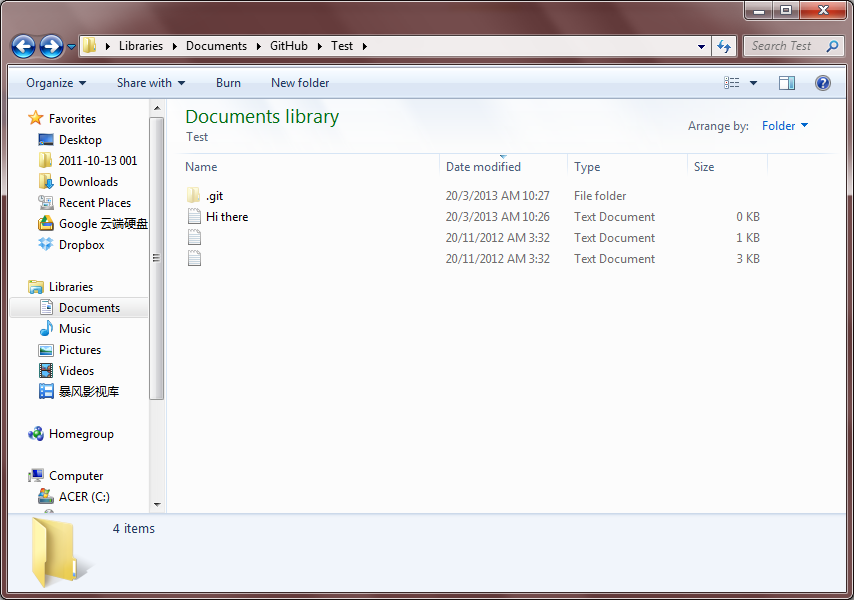 Libraries Documents GitHub Test
Search Test
Organize Share with Burn New folder
Favorites
Desktop
2011-10-13 001
Downloads
Recent Places
Google 云端硬盘
Dropbox
Libraries
Documents
Music
Pictures
Videos
暴风影视库
Homegroup
Computer
ACER (C:)
Documents library
Test
Arrange by: Folder
Name Date modified Type Size
.git 20/3/2013 AM 10:27 File folder
Hi there 20/3/2013 AM 10:26 Text Document 0 KB
20/11/2012 AM 3:32 Text Document 1 KB
20/11/2012 AM 3:32 Text Document 3 KB
4 items